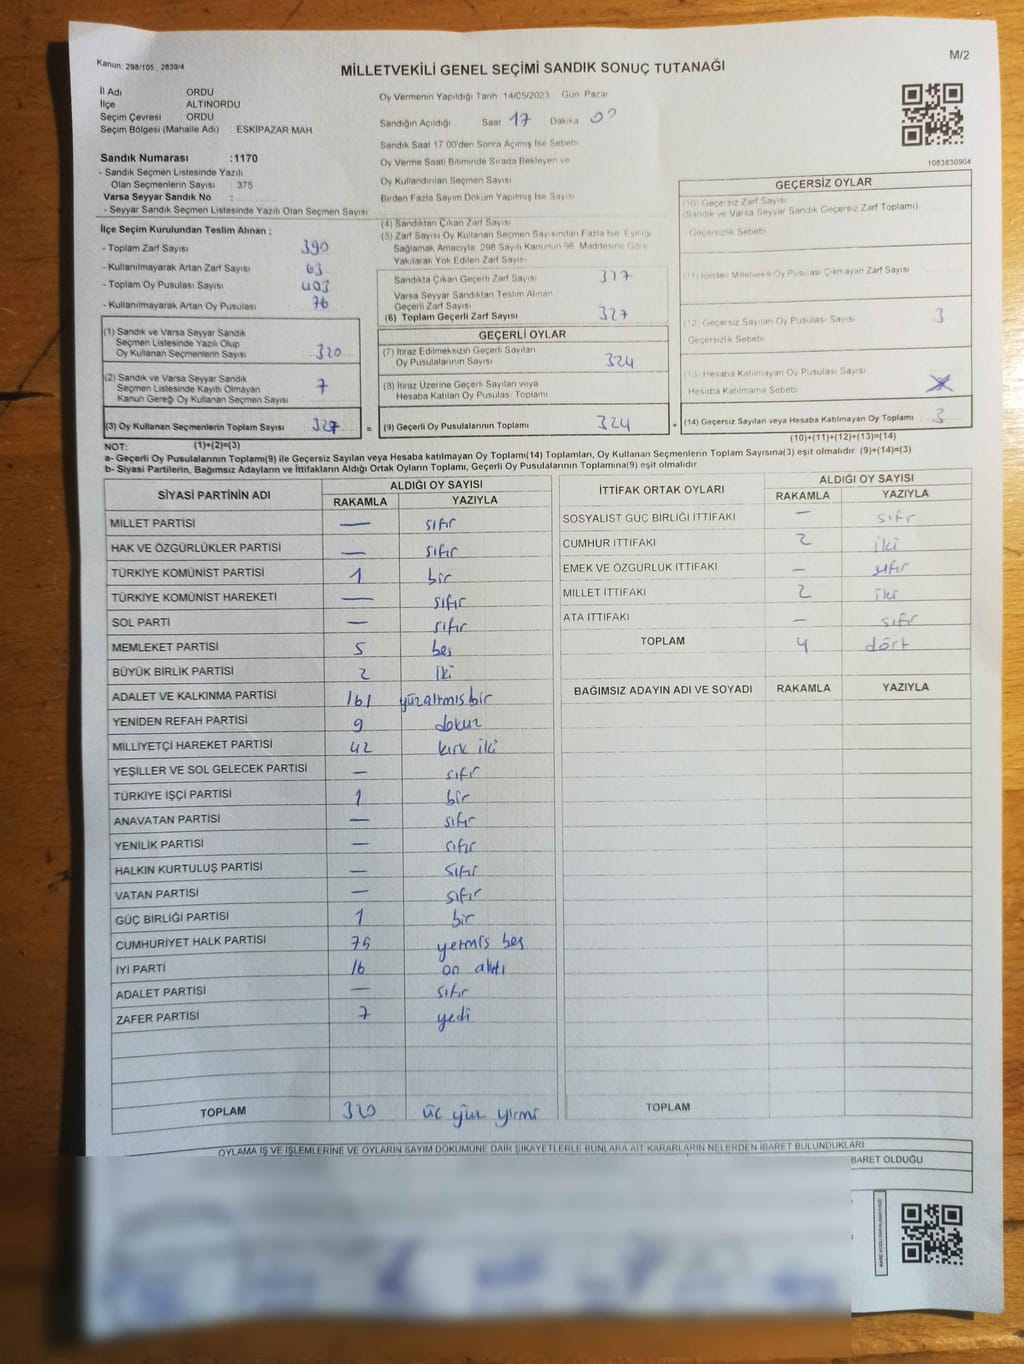 Kanun: 298/105 , 2839/4
M/2
MİLLETVEKİLİ GENEL SEÇİMİ SANDIK SONUÇ TUTANAĞI
İl Adı ORDU
İlçe ALTINORDU
Seçim Çevresi ORDU
Seçim Bölgesi (Mahalle Adı) : ESKİPAZAR MAH
Sandık Numarası :1170
- Sandık Seçmen Listesinde Yazılı
Olan Seçmenlerin Sayısı : 375
Varsa Seyyar Sandık No :
- Seyyar Sandık Seçmen Listesinde Yazılı Olan Seçmen Sayısı
Oy Vermenin Yapıldığı Tarih 14/05/2023 Gün Pazar
Sandığın Açıldığı Saat 17 Dakika 00
Sandık Saat 17.00'den Sonra Açılmış İse Sebebi
Oy Verme Saati Bitiminde Sırada Bekleyen ve
Oy Kullandırılan Seçmen Sayısı
Birden Fazla Sayım Döküm Yapılmış İse Sayısı
1083830904
İlçe Seçim Kurulundan Teslim Alınan ;
- Toplam Zarf Sayısı 390
- Kullanılmayarak Artan Zarf Sayısı 63
- Toplam Oy Pusulası Sayısı 403
- Kullanılmayarak Artan Oy Pusulası 76
(1) Sandık ve Varsa Seyyar Sandık
Seçmen Listesinde Yazılı Olup
Oy Kullanan Seçmenlerin Sayısı 320
(2) Sandık ve Varsa Seyyar Sandık
Seçmen Listesinde Kayıtlı Olmayan
Kanun Gereği Oy Kullanan Seçmen Sayısı 7
(3) Oy Kullanan Seçmenlerin Toplam Sayısı 327 =
(1)+(2)=(3)
(4) Sandıktan Çıkan Zarf Sayısı
(5) Zarf Sayısı Oy Kullanan Seçmen Sayısından Fazla İse, Eşitliği
Sağlamak Amacıyla, 298 Sayılı Kanunun 98. Maddesine Göre
Yakılarak Yok Edilen Zarf Sayısı
Sandıkta Çıkan Geçerli Zarf Sayısı 327
Varsa Seyyar Sandıktan Teslim Alınan
Geçerli Zarf Sayısı
(6) Toplam Geçerli Zarf Sayısı 327
GEÇERLİ OYLAR
(7) İtiraz Edilmeksizin Geçerli Sayılan
Oy Pusulalarının Sayısı 324
(8) İtiraz Üzerine Geçerli Sayılan veya
Hesaba Katılan Oy Pusulası Toplamı
(9) Geçerli Oy Pusulalarının Toplamı 324 +
GEÇERSİZ OYLAR
(10) Geçersiz Zarf Sayısı
(Sandık ve Varsa Seyyar Sandık Geçersiz Zarf Toplamı)
Geçersizlik Sebebi
(11) İçinden Milletvekili Oy Pusulası Çıkmayan Zarf Sayısı
(12) Geçersiz Sayılan Oy Pusulası Sayısı 3
Geçersizlik Sebebi
(13) Hesaba Katılmayan Oy Pusulası Sayısı
Hesaba Katılmama Sebebi
(14) Geçersiz Sayılan veya Hesaba Katılmayan Oy Toplamı 3
(10)+(11)+(12)+(13)=(14)
NOT:
a- Geçerli Oy Pusulalarının Toplamı(9) ile Geçersiz Sayılan veya Hesaba katılmayan Oy Toplamı(14) Toplamları, Oy Kullanan Seçmenlerin Toplam Sayısına(3) eşit olmalıdır. (9)+(14)=(3)
b- Siyasi Partilerin, Bağımsız Adayların ve İttifakların Aldığı Ortak Oyların Toplamı, Geçerli Oy Pusulalarının Toplamına(9) eşit olmalıdır
SİYASİ PARTİNİN ADI ALDIĞI OY SAYISI
RAKAMLA YAZIYLA
MİLLET PARTİSİ — sıfır
HAK VE ÖZGÜRLÜKLER PARTİSİ — sıfır
TÜRKİYE KOMÜNİST PARTİSİ 1 bir
TÜRKİYE KOMÜNİST HAREKETİ — sıfır
SOL PARTİ — sıfır
MEMLEKET PARTİSİ 5 beş
BÜYÜK BİRLİK PARTİSİ 2 iki
ADALET VE KALKINMA PARTİSİ 161 yüzaltmış bir
YENİDEN REFAH PARTİSİ 9 dokuz
MİLLİYETÇİ HAREKET PARTİSİ 42 kırk iki
YEŞİLLER VE SOL GELECEK PARTİSİ — sıfır
TÜRKİYE İŞÇİ PARTİSİ 1 bir
ANAVATAN PARTİSİ — sıfır
YENİLİK PARTİSİ — sıfır
HALKIN KURTULUŞ PARTİSİ — sıfır
VATAN PARTİSİ — sıfır
GÜÇ BİRLİĞİ PARTİSİ 1 bir
CUMHURİYET HALK PARTİSİ 75 yetmiş beş
İYİ PARTİ 16 on altı
ADALET PARTİSİ — sıfır
ZAFER PARTİSİ 7 yedi
TOPLAM 320 üç yüz yirmi
İTTİFAK ORTAK OYLARI ALDIĞI OY SAYISI
RAKAMLA YAZIYLA
SOSYALİST GÜÇ BİRLİĞİ İTTİFAKI — sıfır
CUMHUR İTTİFAKI 2 iki
EMEK VE ÖZGÜRLÜK İTTİFAKI — sıfır
MİLLET İTTİFAKI 2 iki
ATA İTTİFAKI — sıfır
TOPLAM 4 dört
BAĞIMSIZ ADAYIN ADI VE SOYADI RAKAMLA YAZIYLA
TOPLAM
OYLAMA İŞ VE İŞLEMLERİNE VE OYLARIN SAYIM DÖKÜMÜNE DAİR ŞİKAYETLERLE BUNLARA AİT KARARLARIN NELERDEN İBARET BULUNDUKLARI
BARET OLDUĞU